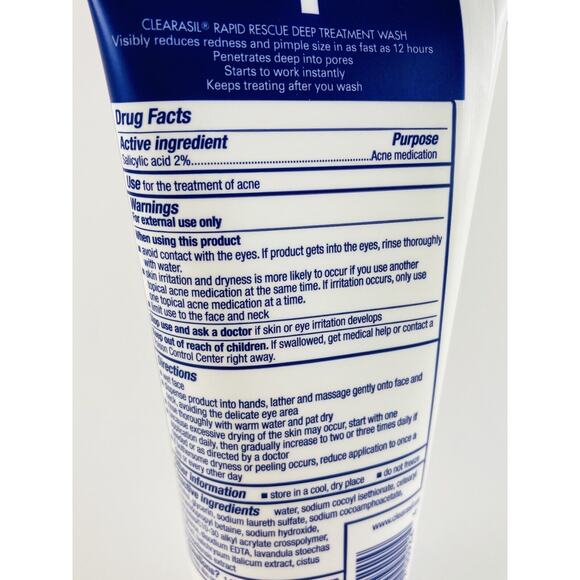 CLEARASIL® RAPID RESCUE DEEP TREATMENT WASH
Visibly reduces redness and pimple size in as fast as 12 hours
Penetrates deep into pores
Starts to work instantly
Keeps treating after you wash
Drug Facts
Active ingredient Purpose
Salicylic acid 2%........Acne medication
Use for the treatment of acne
Warnings
For external use only
When using this product
■ avoid contact with the eyes. If product gets into the eyes, rinse thoroughly
with water.
■ skin irritation and dryness is more likely to occur if you use another
topical acne medication at the same time. If irritation occurs, only use
one topical acne medication at a time.
■ limit use to the face and neck
Stop use and ask a doctor if skin or eye irritation develops
Keep out of reach of children. If swallowed, get medical help or contact a
Control Center right away.
Directions
face
product into hands, lather and massage gently onto face and
avoiding the delicate eye area
thoroughly with warm water and pat dry
excessive drying of the skin may occur, start with one
daily, then gradually increase to two or three times daily if
or as directed by a doctor
dryness or peeling occurs, reduce application to once a
every other day
information ■ store in a cool, dry place ■ do not freeze
ingredients water, sodium cocoyl isethionate, cetearyl
glycerin, sodium laureth sulfate, sodium cocoamphoacetate,
betaine, sodium hydroxide,
alkyl acrylate crosspolymer,
disodium EDTA, lavandula stoechas
italicum extract, cistus
extract
www.clearasil